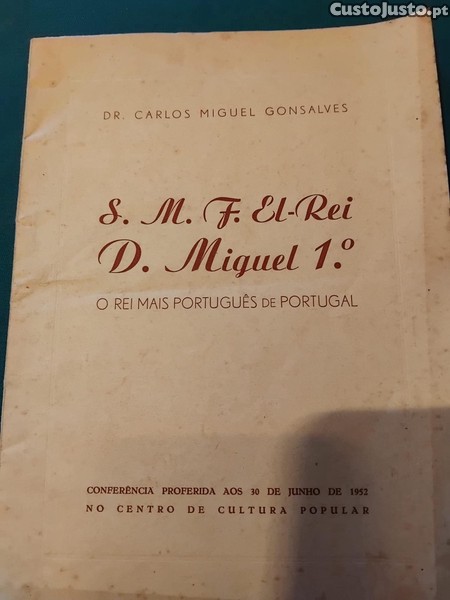 CustoJusto.pt
DR. CARLOS MIGUEL GONSALVES
S. M. F. El-Rei
D. Miguel 1.º
O REI MAIS PORTUGUÊS DE PORTUGAL
CONFERÊNCIA PROFERIDA AOS 30 DE JUNHO DE 1952
NO CENTRO DE CULTURA POPULAR